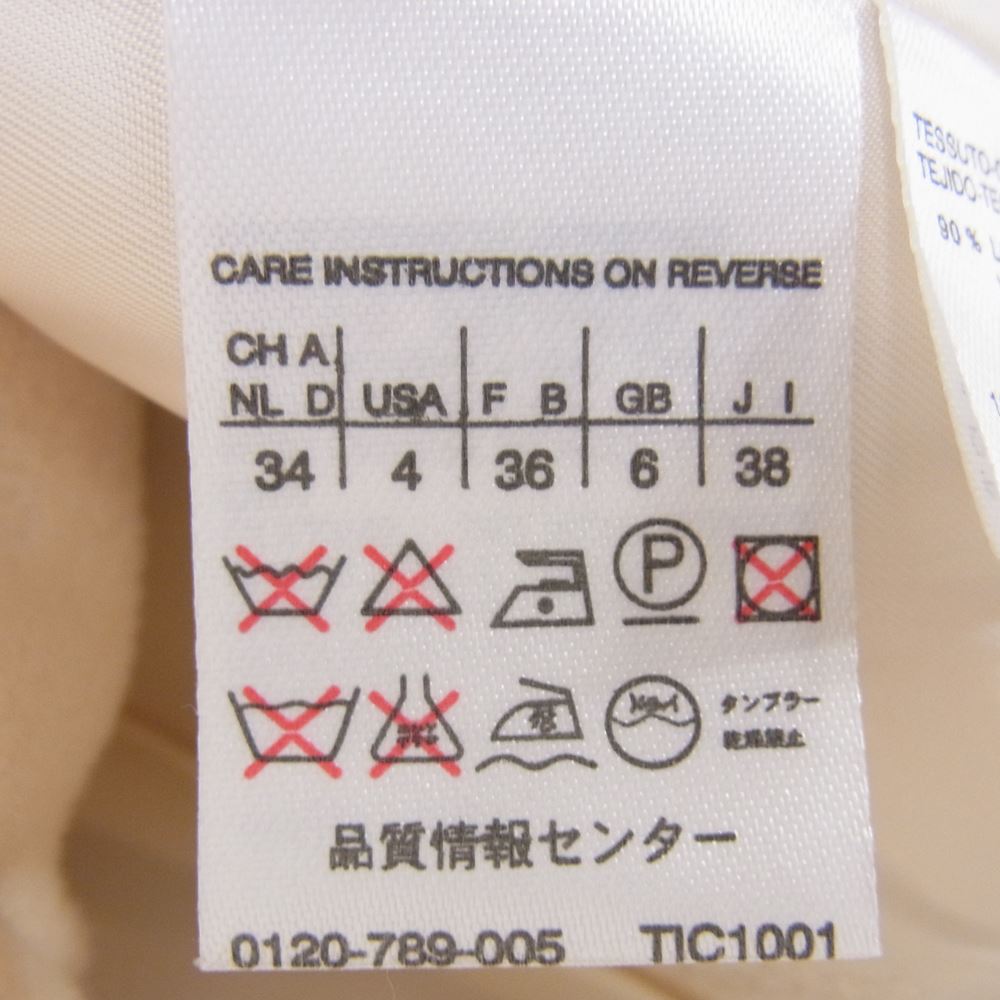 CARE INSTRUCTIONS ON REVERSE
CH A
NL D USA F B GB J I
34 4 36 6 38
P
タンブラー
乾燥禁止
品質情報センター
0120-789-005 TIC1001
TESSUTO
TEJIDO-TE
90 %